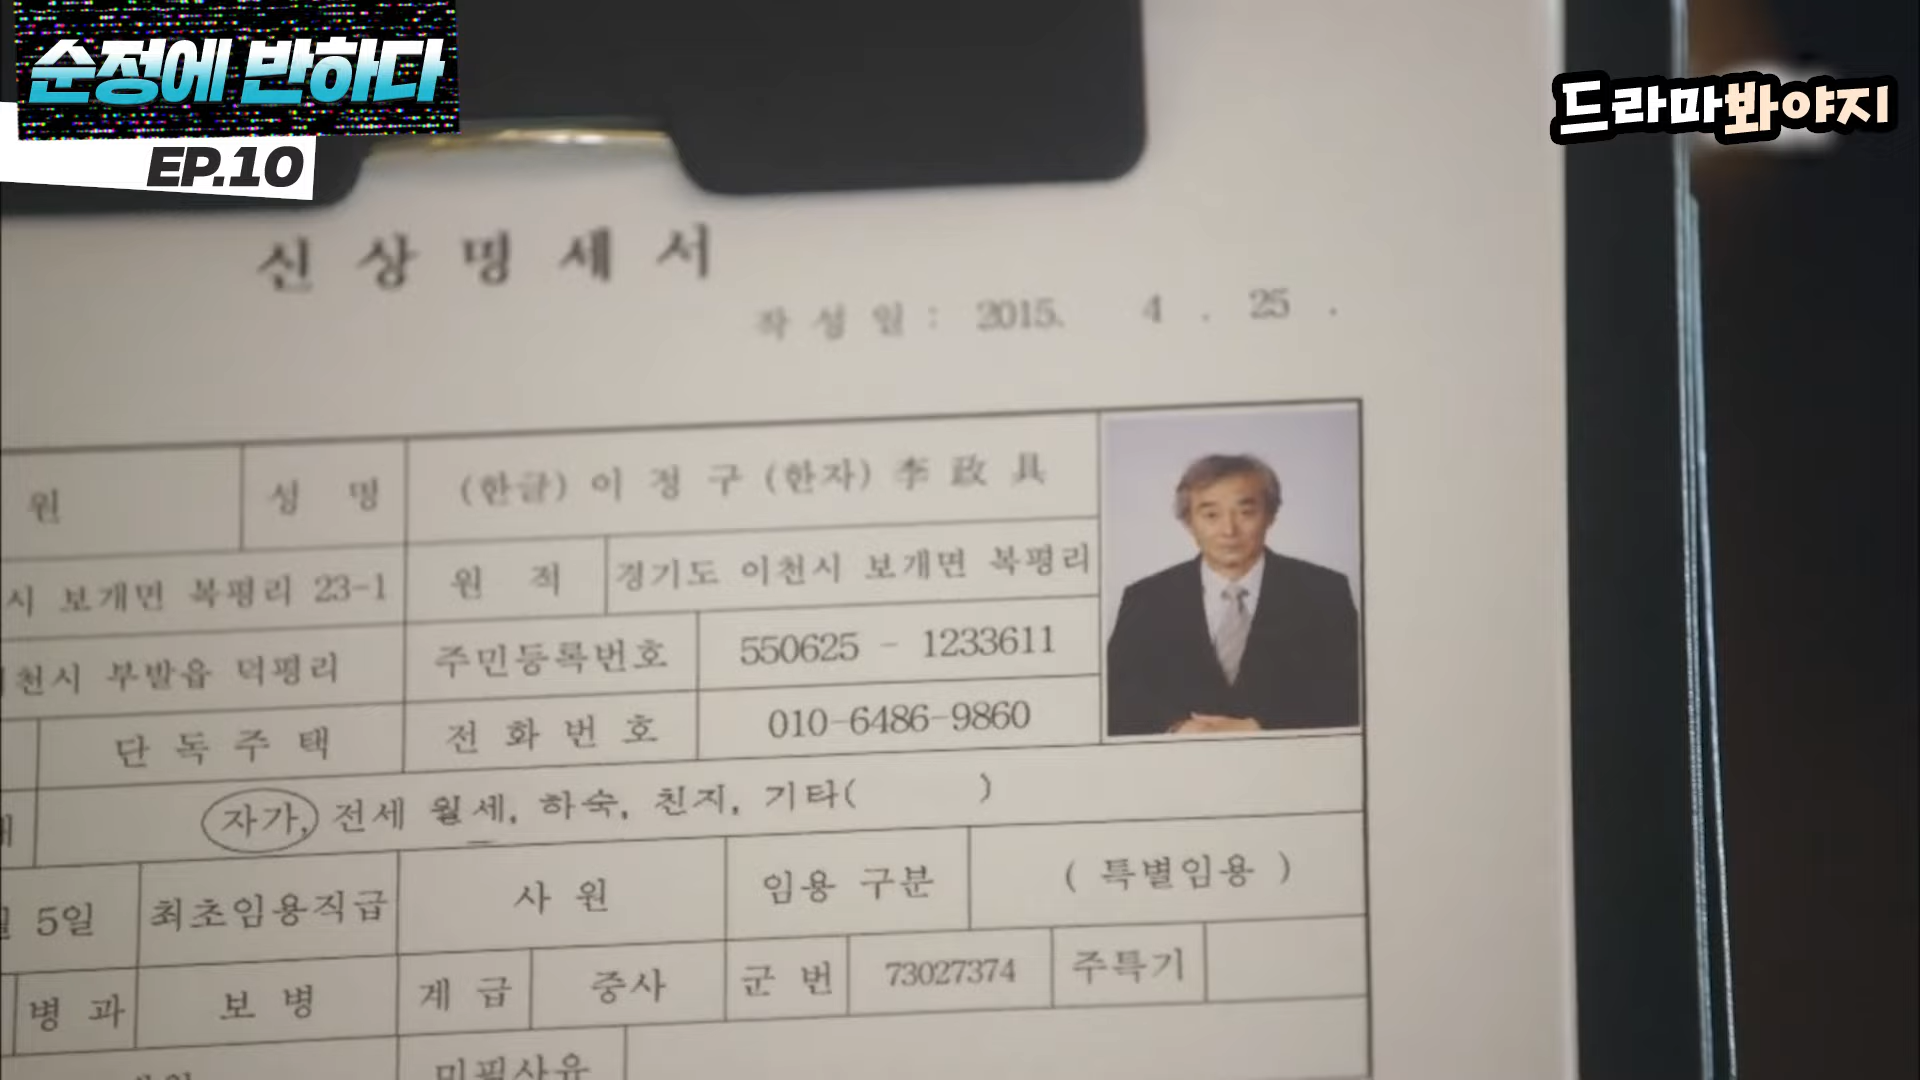 순정에 반하다
EP.10
드라마봐야지
신 상 명 세 서
작 성 일 : 2015. 4 . 25 .
원 성 명 (한글) 이 정 구 (한자) 李 政 具
시 보개면 복평리 23-1 원 적 경기도 이천시 보개면 복평리
천시 부발읍 덕평리 주민등록번호 550625 - 1233611
단 독 주 택 전 화 번 호 010-6486-9860
자가, 전세 월세, 하숙, 친지, 기타( )
5일 최초임용직급 사 원 임용 구분 ( 특별임용 )
병 과 보 병 계 급 중사 군 번 73027374 주특기
미필사유